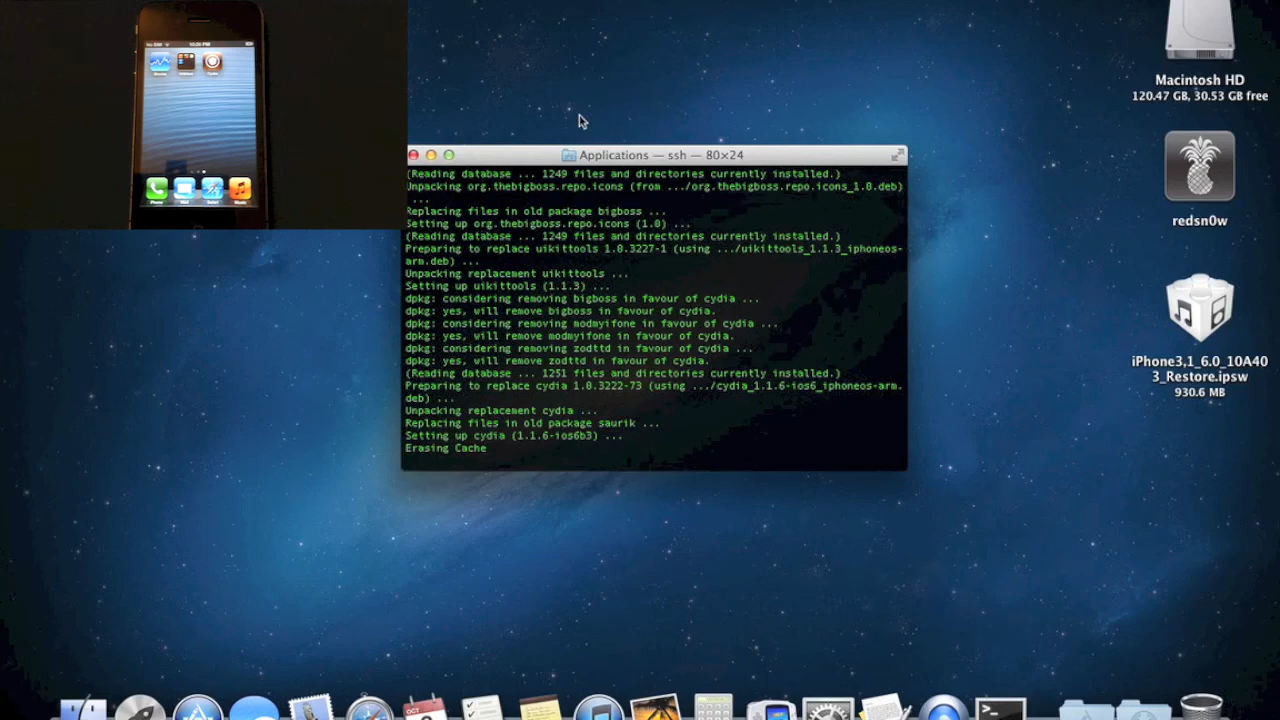 10:29 PM
Macintosh HD
120.47 GB, 30.53 GB free
redsn0w
iPhone3,1_6.0_10A40
3_Restore.ipsw
930.6 MB
Applications — ssh — 80×24
(Reading database ... 1249 files and directories currently installed.)
Unpacking org.thebigboss.repo.icons (from .../org.thebigboss.repo.icons_1.0.deb)
...
Replacing files in old package bigboss ...
Setting up org.thebigboss.repo.icons (1.0) ...
(Reading database ... 1249 files and directories currently installed.)
Preparing to replace uikittools 1.0.3227-1 (using .../uikittools_1.1.3_iphoneos-
arm.deb) ...
Unpacking replacement uikittools ...
Setting up uikittools (1.1.3) ...
dpkg: considering removing bigboss in favour of cydia ...
dpkg: yes, will remove bigboss in favour of cydia.
dpkg: considering removing modmyifone in favour of cydia ...
dpkg: yes, will remove modmyifone in favour of cydia.
dpkg: considering removing zodttd in favour of cydia ...
dpkg: yes, will remove zodttd in favour of cydia.
(Reading database ... 1251 files and directories currently installed.)
Preparing to replace cydia 1.0.3222-73 (using .../cydia_1.1.6-ios6_iphoneos-arm.
deb) ...
Unpacking replacement cydia ...
Replacing files in old package saurik ...
Setting up cydia (1.1.6-ios6b3) ...
Erasing Cache
OCT